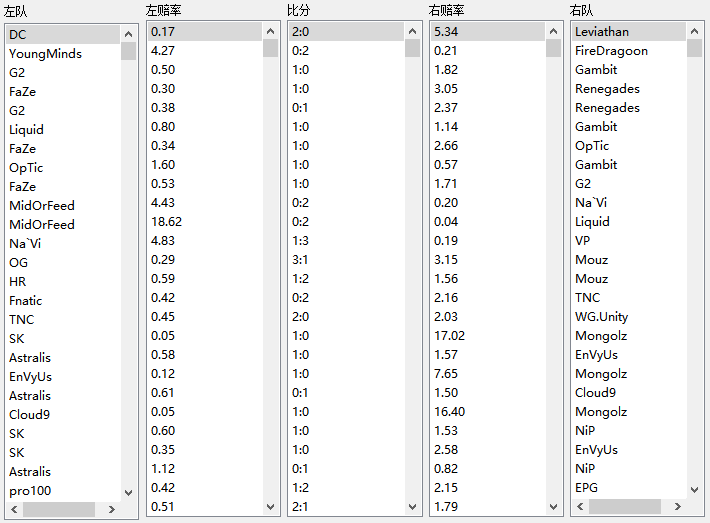 左队 左赔率 比分 右赔率 右队
DC 0.17 2:0 5.34 Leviathan
YoungMinds 4.27 0:2 0.21 FireDragoon
G2 0.50 1:0 1.82 Gambit
FaZe 0.30 1:0 3.05 Renegades
G2 0.38 0:1 2.37 Renegades
Liquid 0.80 1:0 1.14 Gambit
FaZe 0.34 1:0 2.66 OpTic
OpTic 1.60 1:0 0.57 Gambit
FaZe 0.53 1:0 1.71 G2
MidOrFeed 4.43 0:2 0.20 Na`Vi
MidOrFeed 18.62 0:2 0.04 Liquid
Na`Vi 4.83 1:3 0.19 VP
OG 0.29 3:1 3.15 Mouz
HR 0.59 1:2 1.56 Mouz
Fnatic 0.42 0:2 2.16 TNC
TNC 0.45 2:0 2.03 WG.Unity
SK 0.05 1:0 17.02 Mongolz
Astralis 0.58 1:0 1.57 EnVyUs
EnVyUs 0.12 1:0 7.65 Mongolz
Astralis 0.61 0:1 1.50 Cloud9
Cloud9 0.05 1:0 16.40 Mongolz
SK 0.60 1:0 1.53 NiP
SK 0.35 1:0 2.58 EnVyUs
Astralis 1.12 0:1 0.82 NiP
pro100 0.42 1:2 2.15 EPG
0.51 2:1 1.79